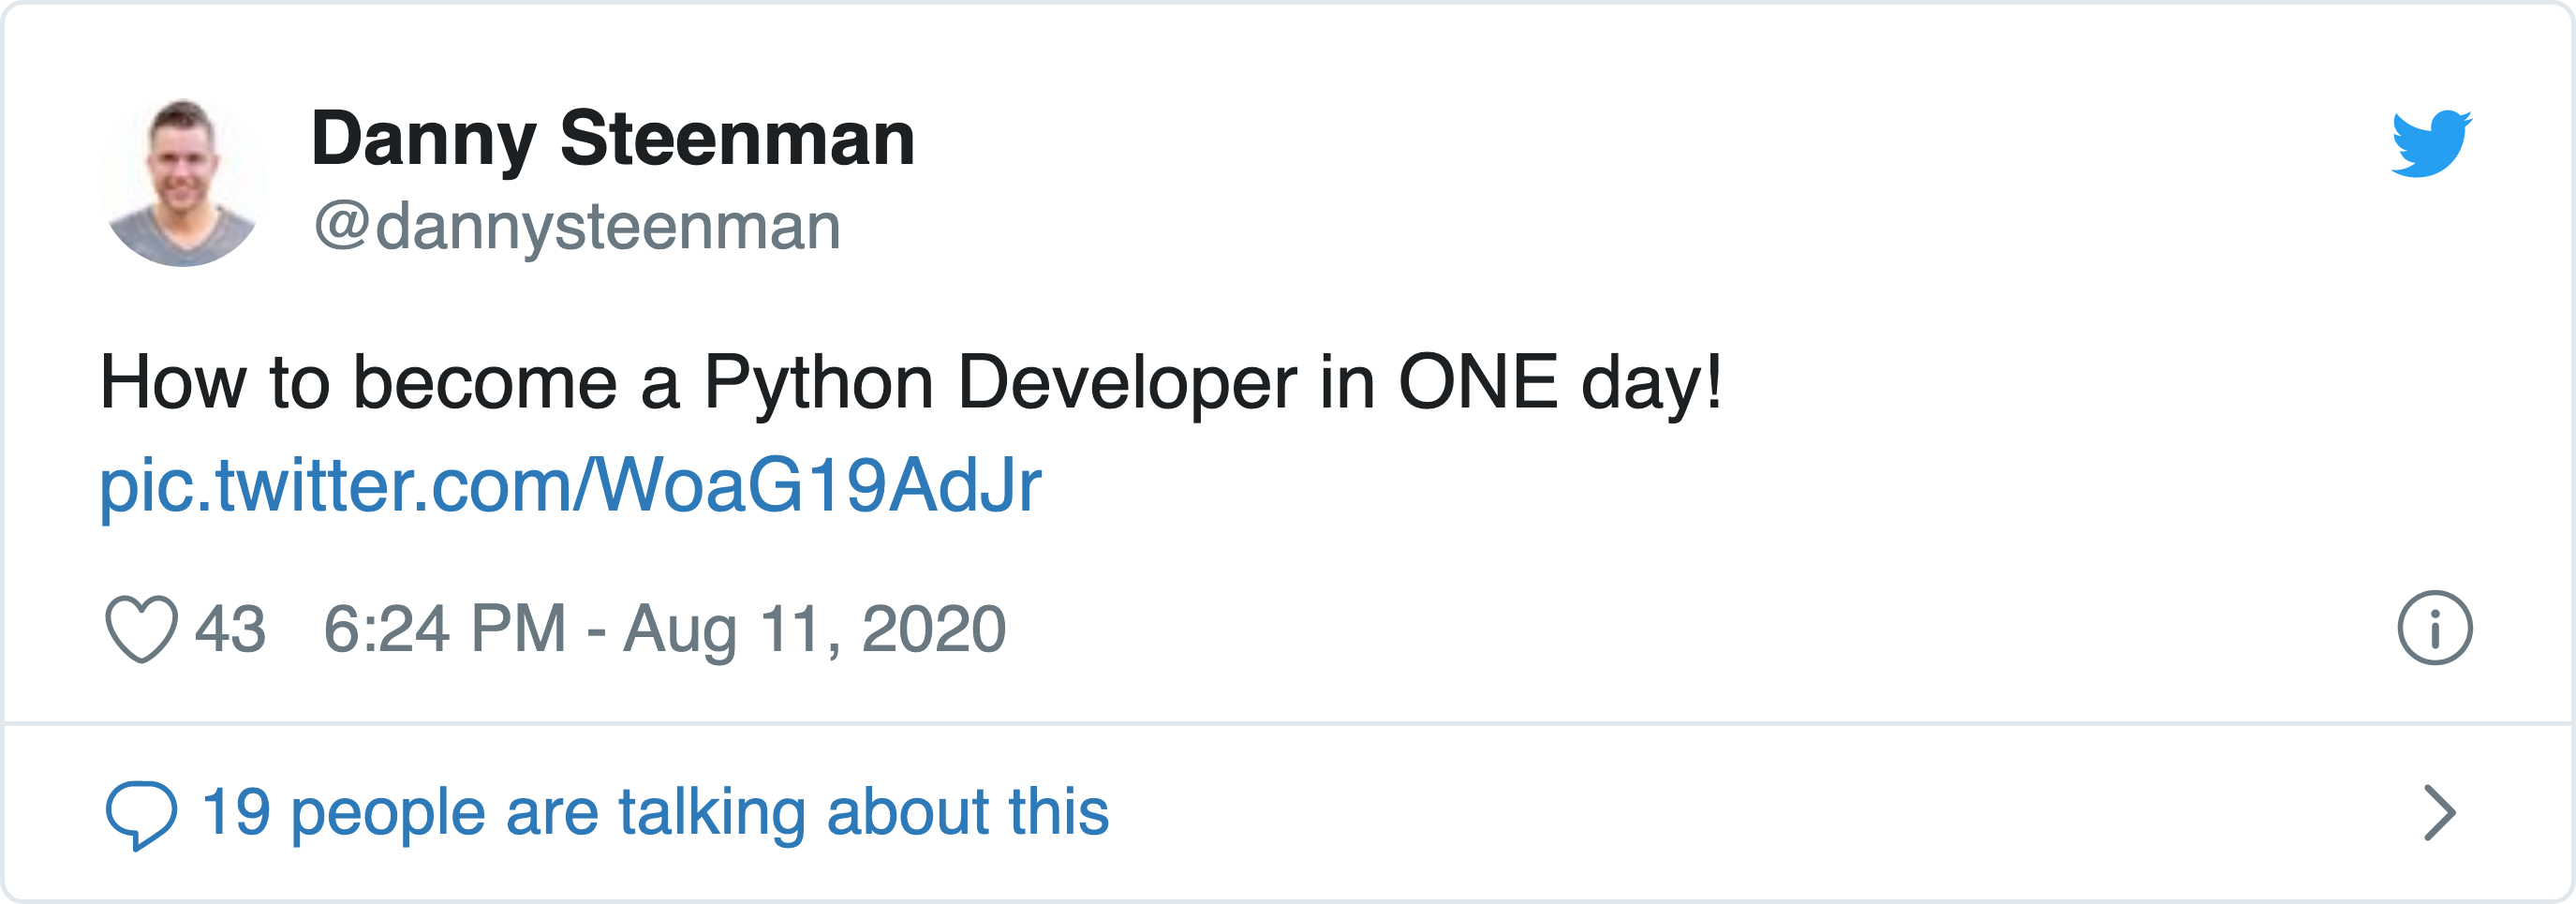 Danny Steenman
@dannysteenman
How to become a Python Developer in ONE day!
pic.twitter.com/WoaG19AdJr
43 6:24 PM - Aug 11, 2020
19 people are talking about this